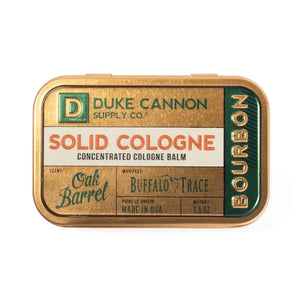 D DUKE CANNON
SUPPLY CO.
SOLID COLOGNE
CONCENTRATED COLOGNE BALM
SCENT
Oak
Barrel
MANIFEST
BUFFALO TRACE
POINT OF ORIGIN
MADE IN USA
WEIGHT
1.5 OZ
BOURBON